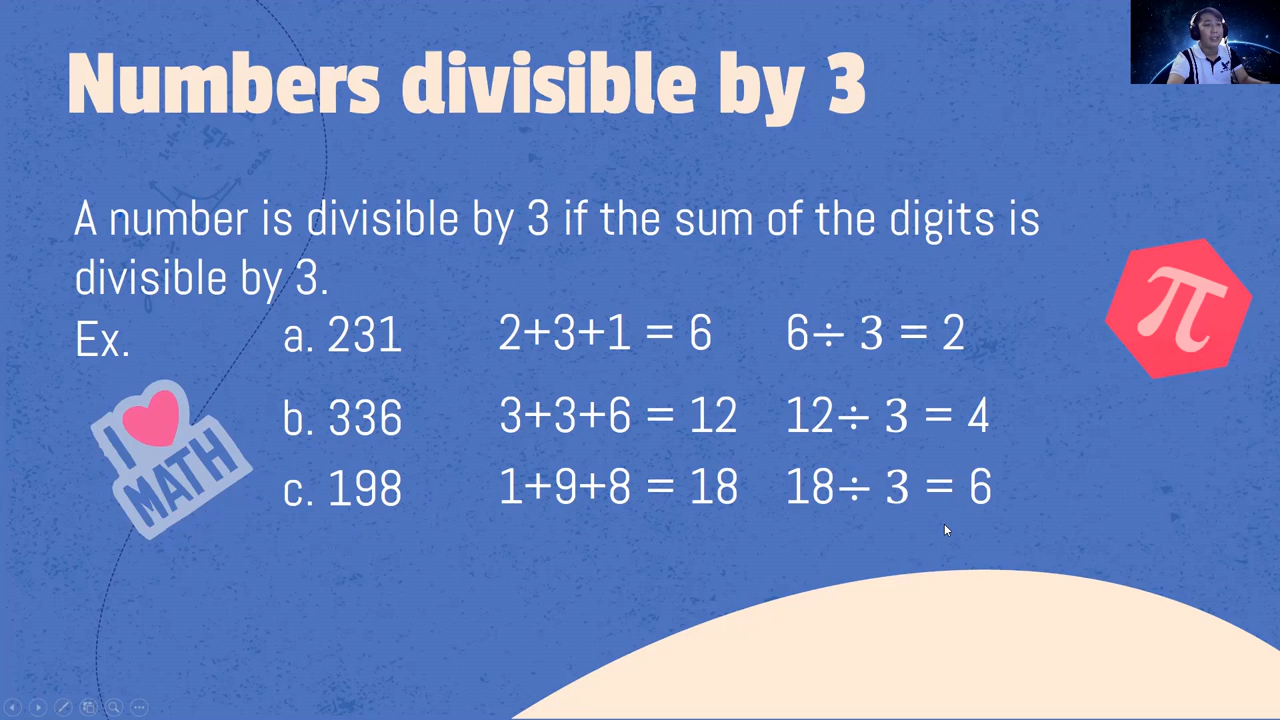 Numbers divisible by 3
A number is divisible by 3 if the sum of the digits is
divisible by 3.
Ex. a. 231 2+3+1 = 6 6÷ 3 = 2
b. 336 3+3+6 = 12 12÷ 3 = 4
c. 198 1+9+8 = 18 18÷ 3 = 6
I
MATH
π